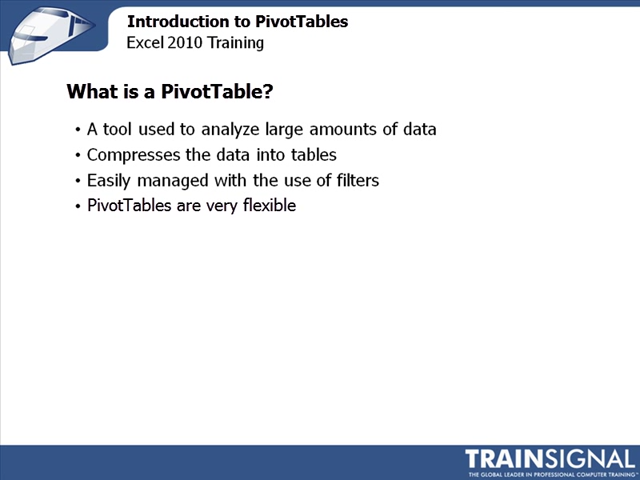 Introduction to PivotTables
Excel 2010 Training
What is a PivotTable?
• A tool used to analyze large amounts of data
• Compresses the data into tables
• Easily managed with the use of filters
• PivotTables are very flexible
TRAINSIGNAL
THE GLOBAL LEADER IN PROFESSIONAL COMPUTER TRAINING™